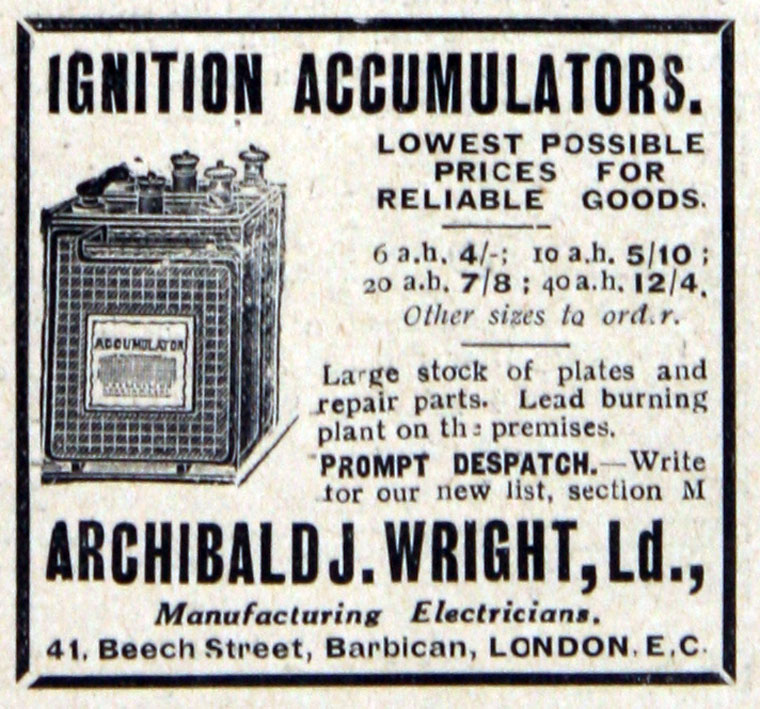 IGNITION ACCUMULATORS.
LOWEST POSSIBLE
PRICES FOR
RELIABLE GOODS.
6 a.h. 4/-; 10 a.h. 5/10;
20 a.h. 7/8; 40 a.h. 12/4.
Other sizes to order.
ACCUMULATOR
Large stock of plates and
repair parts. Lead burning
plant on the premises.
PROMPT DESPATCH.—Write
for our new list, section M
ARCHIBALD J. WRIGHT, Ld.,
Manufacturing Electricians.
41, Beech Street, Barbican, LONDON, E.C.